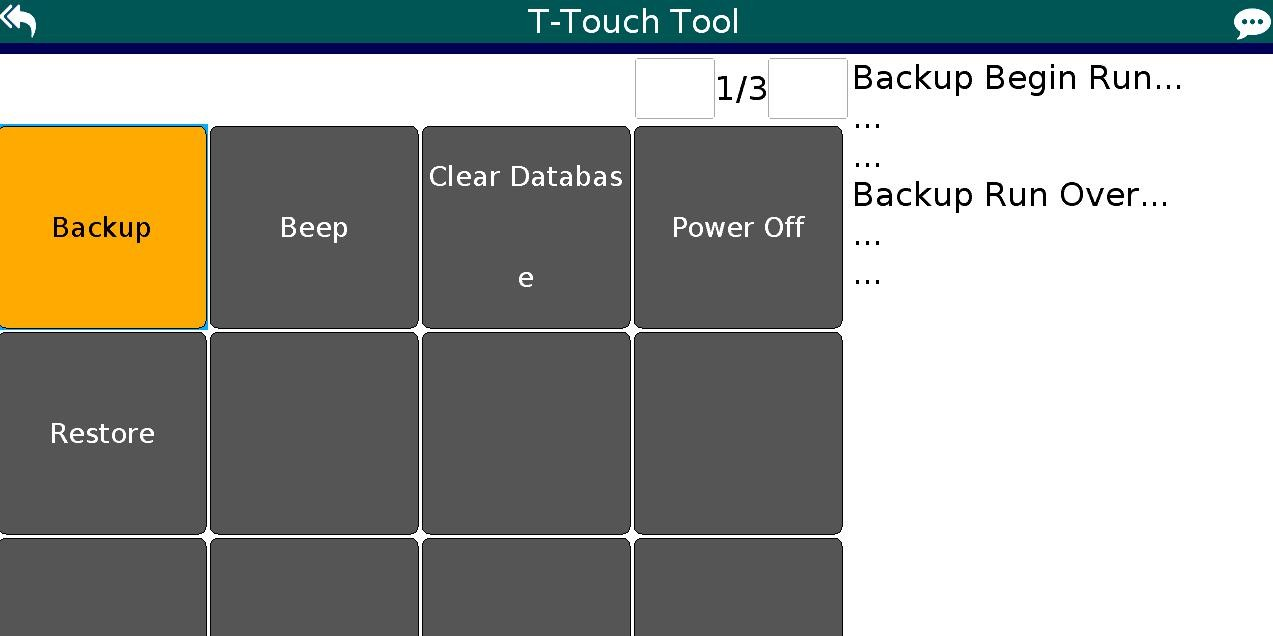 T-Touch Tool
1/3
Backup
Beep
Clear Databas
e
Power Off
Restore
Backup Begin Run...
...
...
Backup Run Over...
...
...